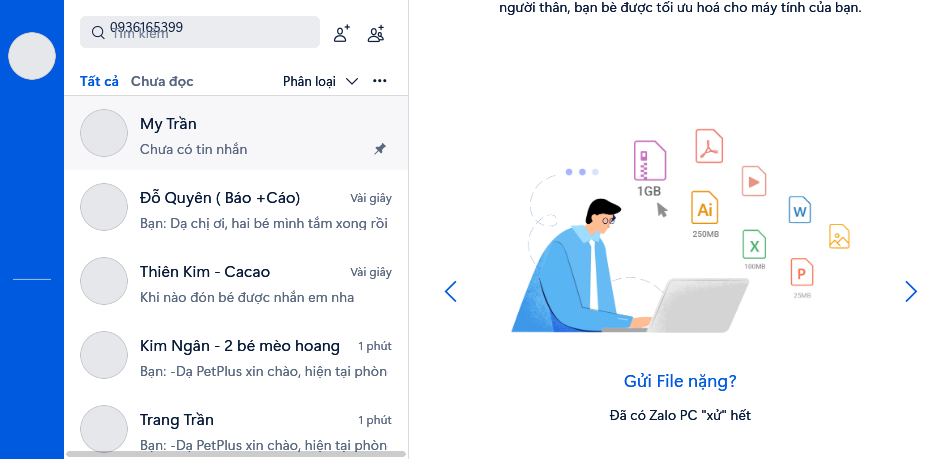 người thân, bạn bè được tối ưu hoá cho máy tính của bạn.
0936165399
Tìm kiếm
Tất cả
Chưa đọc
Phân loại
My Trần
Chưa có tin nhắn
Đỗ Quyên ( Báo +Cáo)
Vài giây
Bạn: Dạ chị ơi, hai bé mình tắm xong rồi
Thiên Kim - Cacao
Vài giây
Khi nào đón bé được nhắn em nha
Kim Ngân - 2 bé mèo hoang
1 phút
Bạn: -Dạ PetPlus xin chào, hiện tại phòn
Trang Trần
1 phút
Bạn: -Dạ PetPlus xin chào, hiện tại phòn
1GB
Ai
250MB
W
X
100MB
P
25MB
Gửi File nặng?
Đã có Zalo PC "xử" hết